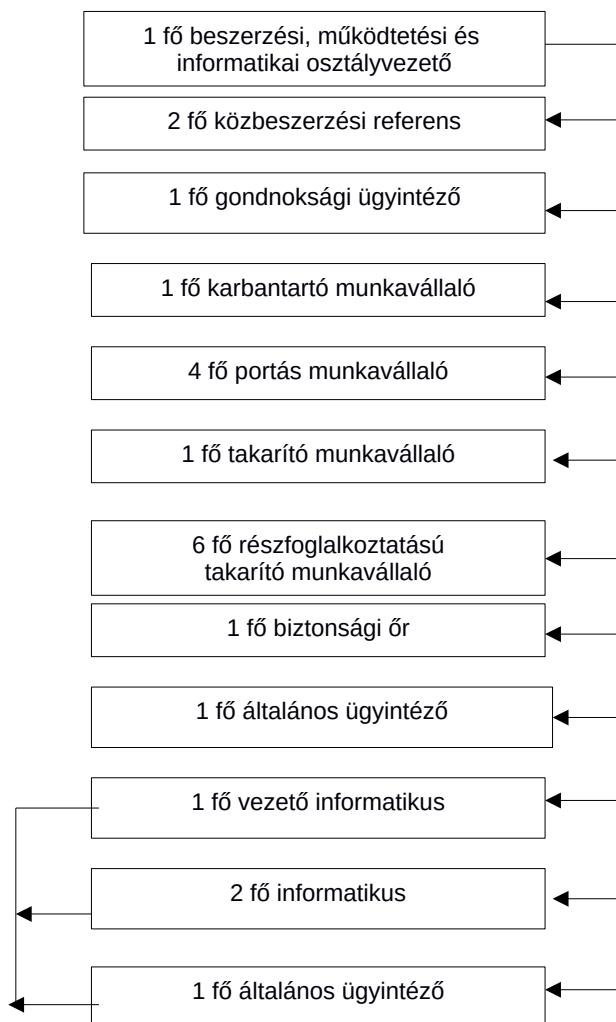 1 fő beszerzési, működtetési és
informatikai osztályvezető
2 fő közbeszerzési referens
1 fő gondnoksági ügyintéző
1 fő karbantartó munkavállaló
4 fő portás munkavállaló
1 fő takarító munkavállaló
6 fő részfoglalkoztatású
takarító munkavállaló
1 fő biztonsági őr
1 fő általános ügyintéző
1 fő vezető informatikus
2 fő informatikus
1 fő általános ügyintéző